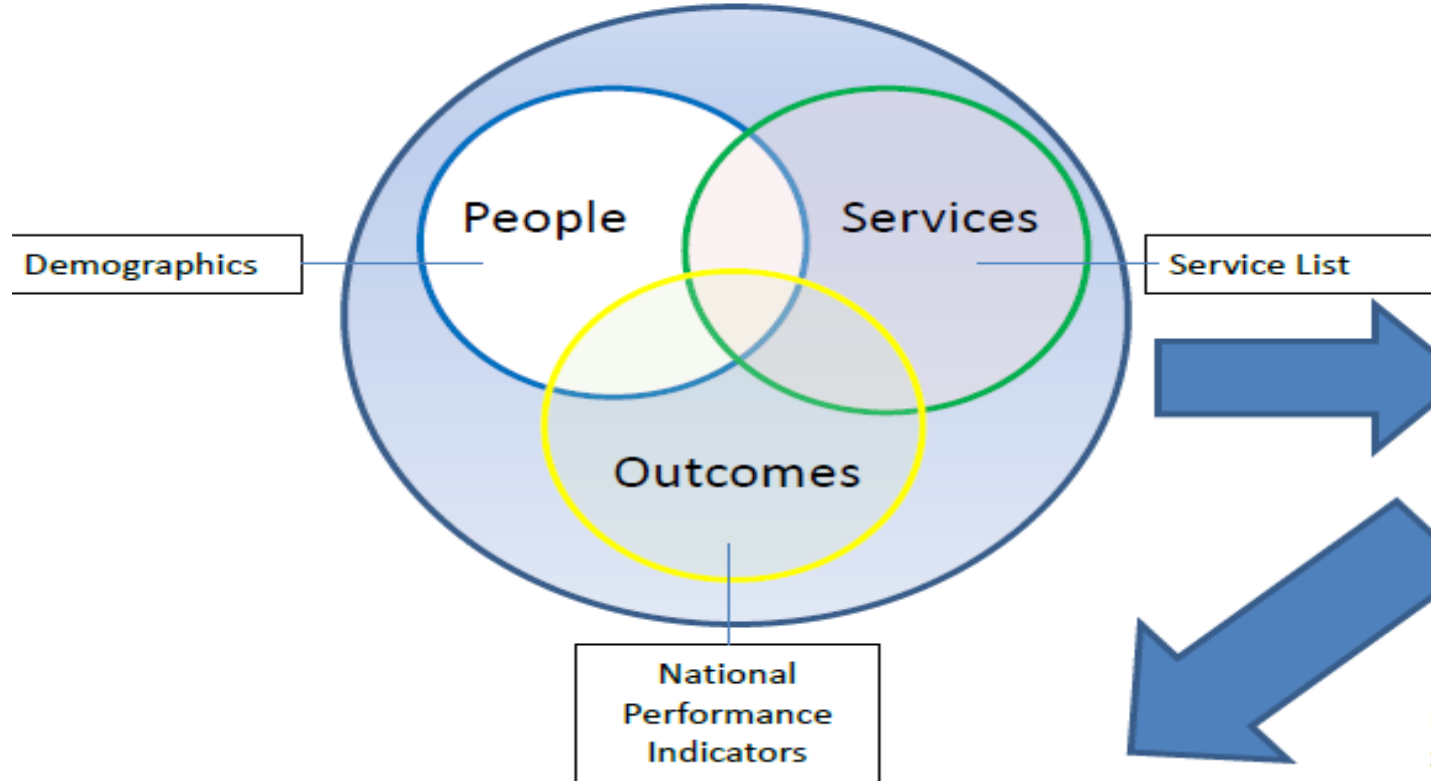 People
Services
Demographics
Service List
Outcomes
National
Performance
Indicators